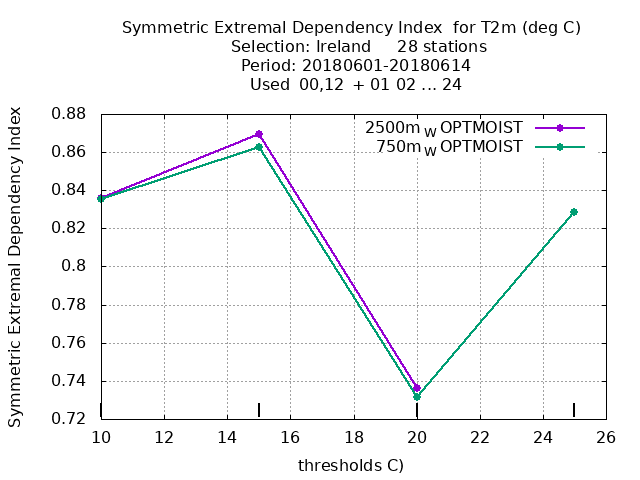 Symmetric Extremal Dependency Index for T2m (deg C)
Selection: Ireland 28 stations
Period: 20180601-20180614
Used 00,12 + 01 02 ... 24
Symmetric Extremal Dependency Index
0.88
0.86
0.84
0.82
0.8
0.78
0.76
0.74
0.72
2500m W OPTMOIST
750m W OPTMOIST
10 12 14 16 18 20 22 24 26
thresholds C)